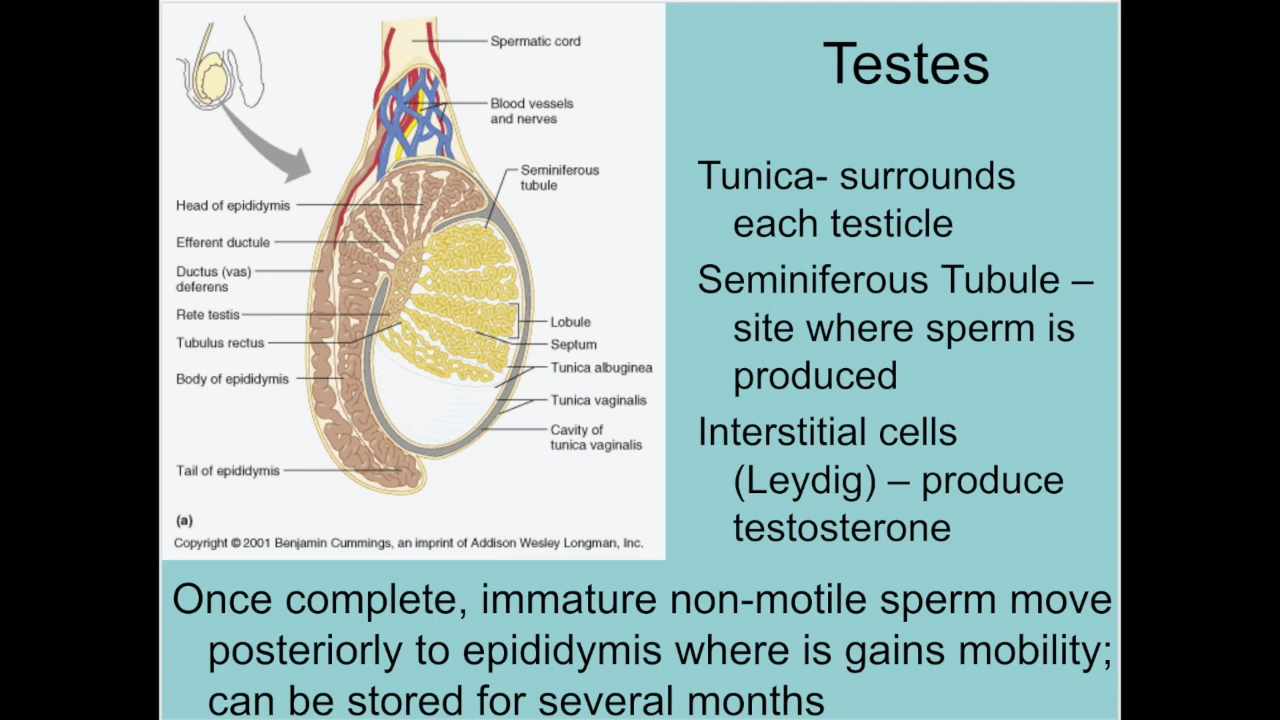 Spermatic cord
Blood vessels
and nerves
Seminiferous
tubule
Head of epididymis
Efferent ductule
Ductus (vas)
deferens
Rete testis
Tubulus rectus
Body of epididymis
Tail of epididymis
Lobule
Septum
Tunica albuginea
Tunica vaginalis
Cavity of
tunica vaginalis
(a)
Copyright © 2001 Benjamin Cummings, an imprint of Addison Wesley Longman, Inc.
Testes
Tunica- surrounds
each testicle
Seminiferous Tubule –
site where sperm is
produced
Interstitial cells
(Leydig) – produce
testosterone
Once complete, immature non-motile sperm move
posteriorly to epididymis where is gains mobility;
can be stored for several months